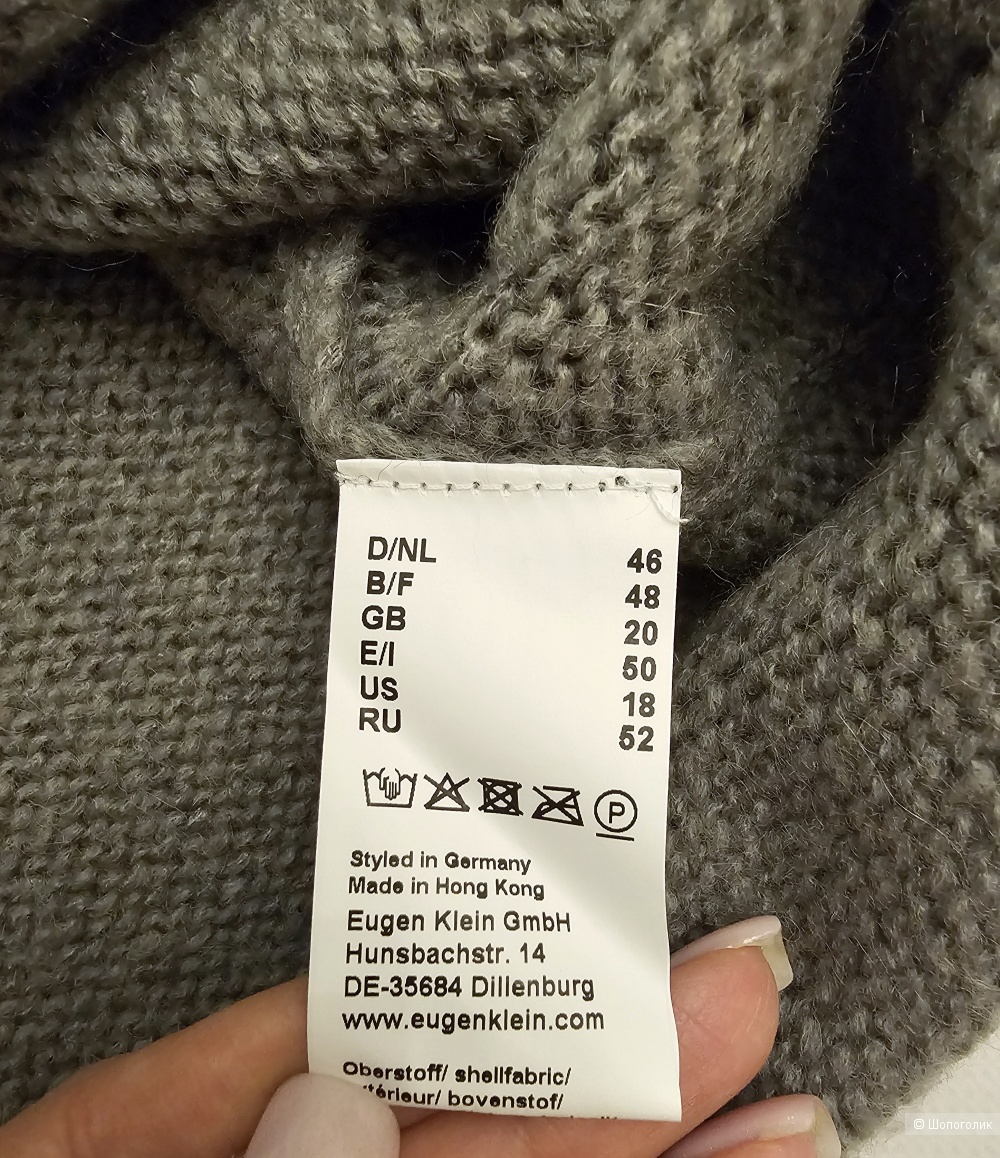 D/NL 46
B/F 48
GB 20
E/I 50
US 18
RU 52
P
Styled in Germany
Made in Hong Kong
Eugen Klein GmbH
Hunsbachstr. 14
DE-35684 Dillenburg
www.eugenklein.com
Oberstoff/ shellfabric/
bovenstof/
© Шопоголик